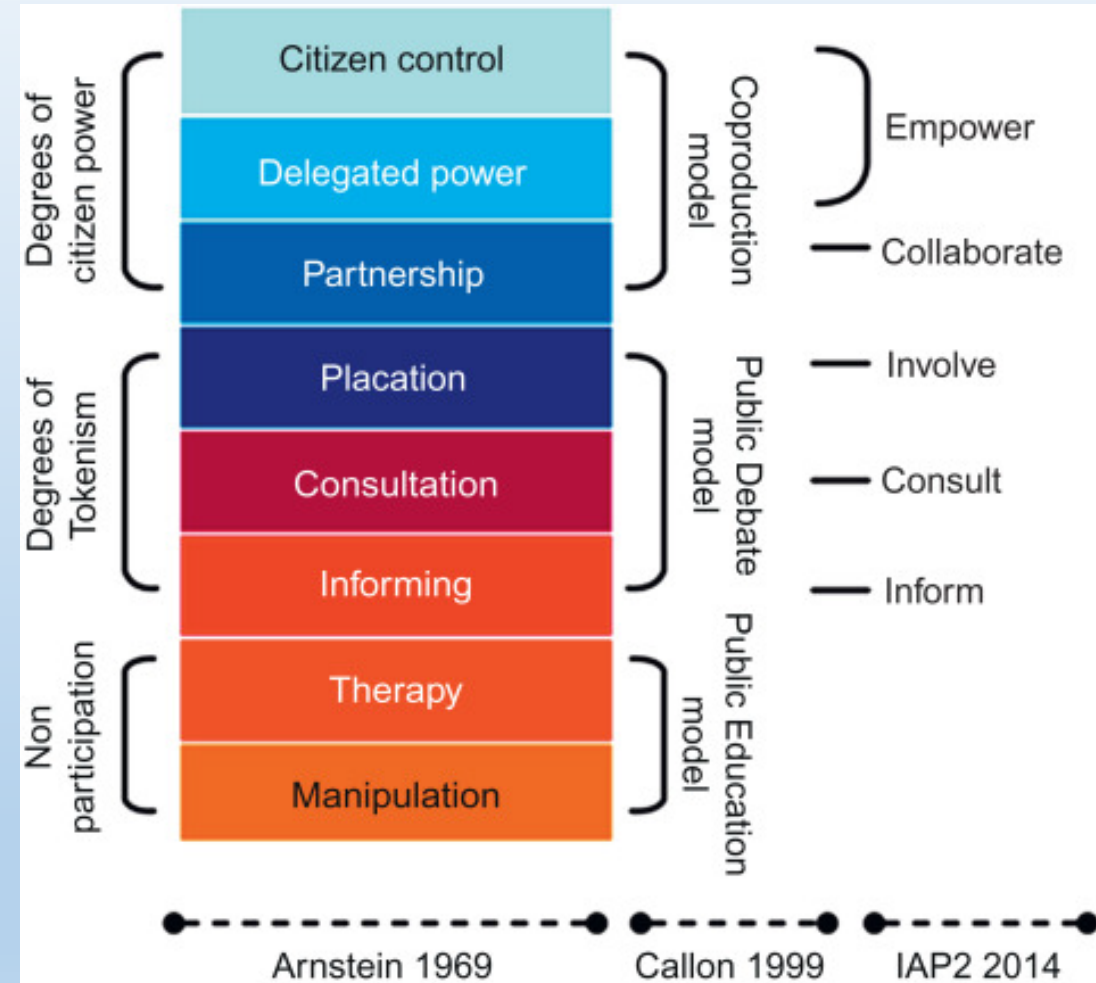 Degrees of
citizen power
Degrees of
Tokenism
Non
participation
Citizen control
Delegated power
Partnership
Placation
Consultation
Informing
Therapy
Manipulation
Coproduction
model
Public Debate
model
Public Education
model
Empower
Collaborate
Involve
Consult
Inform
Arnstein 1969
Callon 1999
IAP2 2014